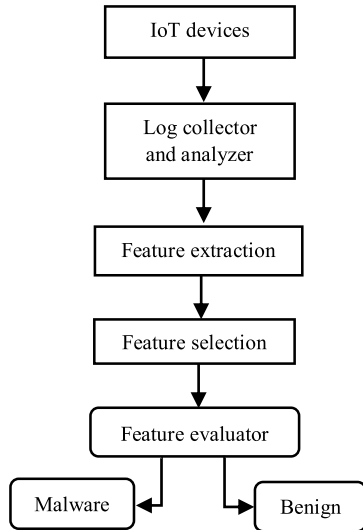 IoT devices
Log collector
and analyzer
Feature extraction
Feature selection
Feature evaluator
Malware
Benign